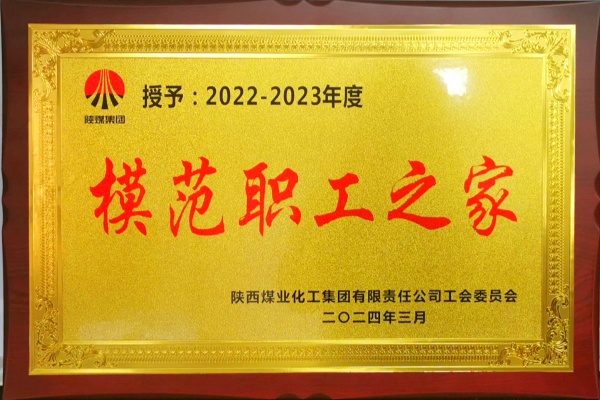 陕煤集团
授予：2022-2023年度
模范职工之家
陕西煤业化工集团有限责任公司工会委员会
二〇二四年三月